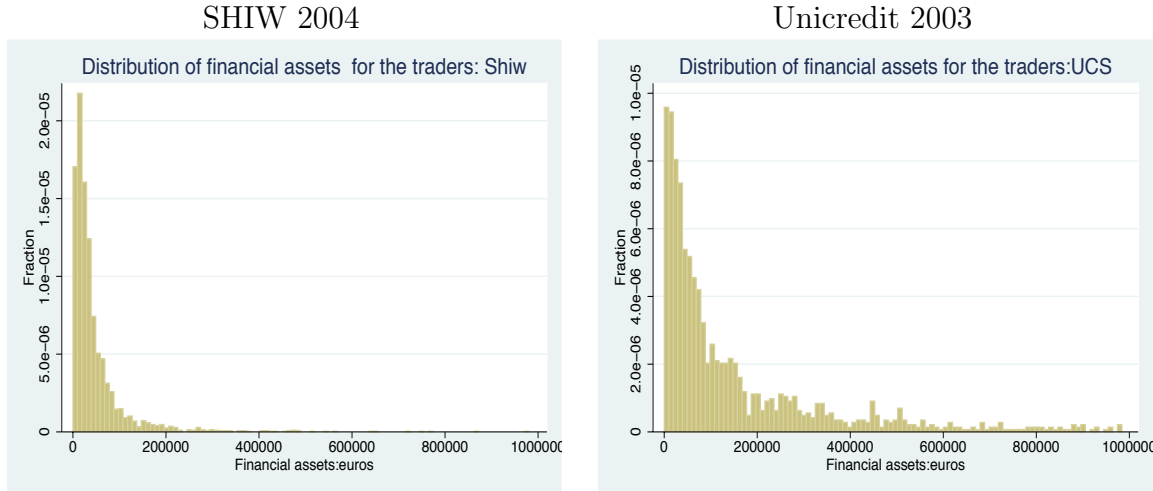 SHIW 2004
Distribution of financial assets  for the traders: Shiw
Fraction
0
5.0e−06
1.0e−05
1.5e−05
2.0e−05
0
200000
400000
600000
800000
1000000
Financial assets:euros
Unicredit 2003
Distribution of financial assets for the traders:UCS
Fraction
0
2.0e−06
4.0e−06
6.0e−06
8.0e−06
1.0e−05
0
200000
400000
600000
800000
1000000
Financial assets:euros